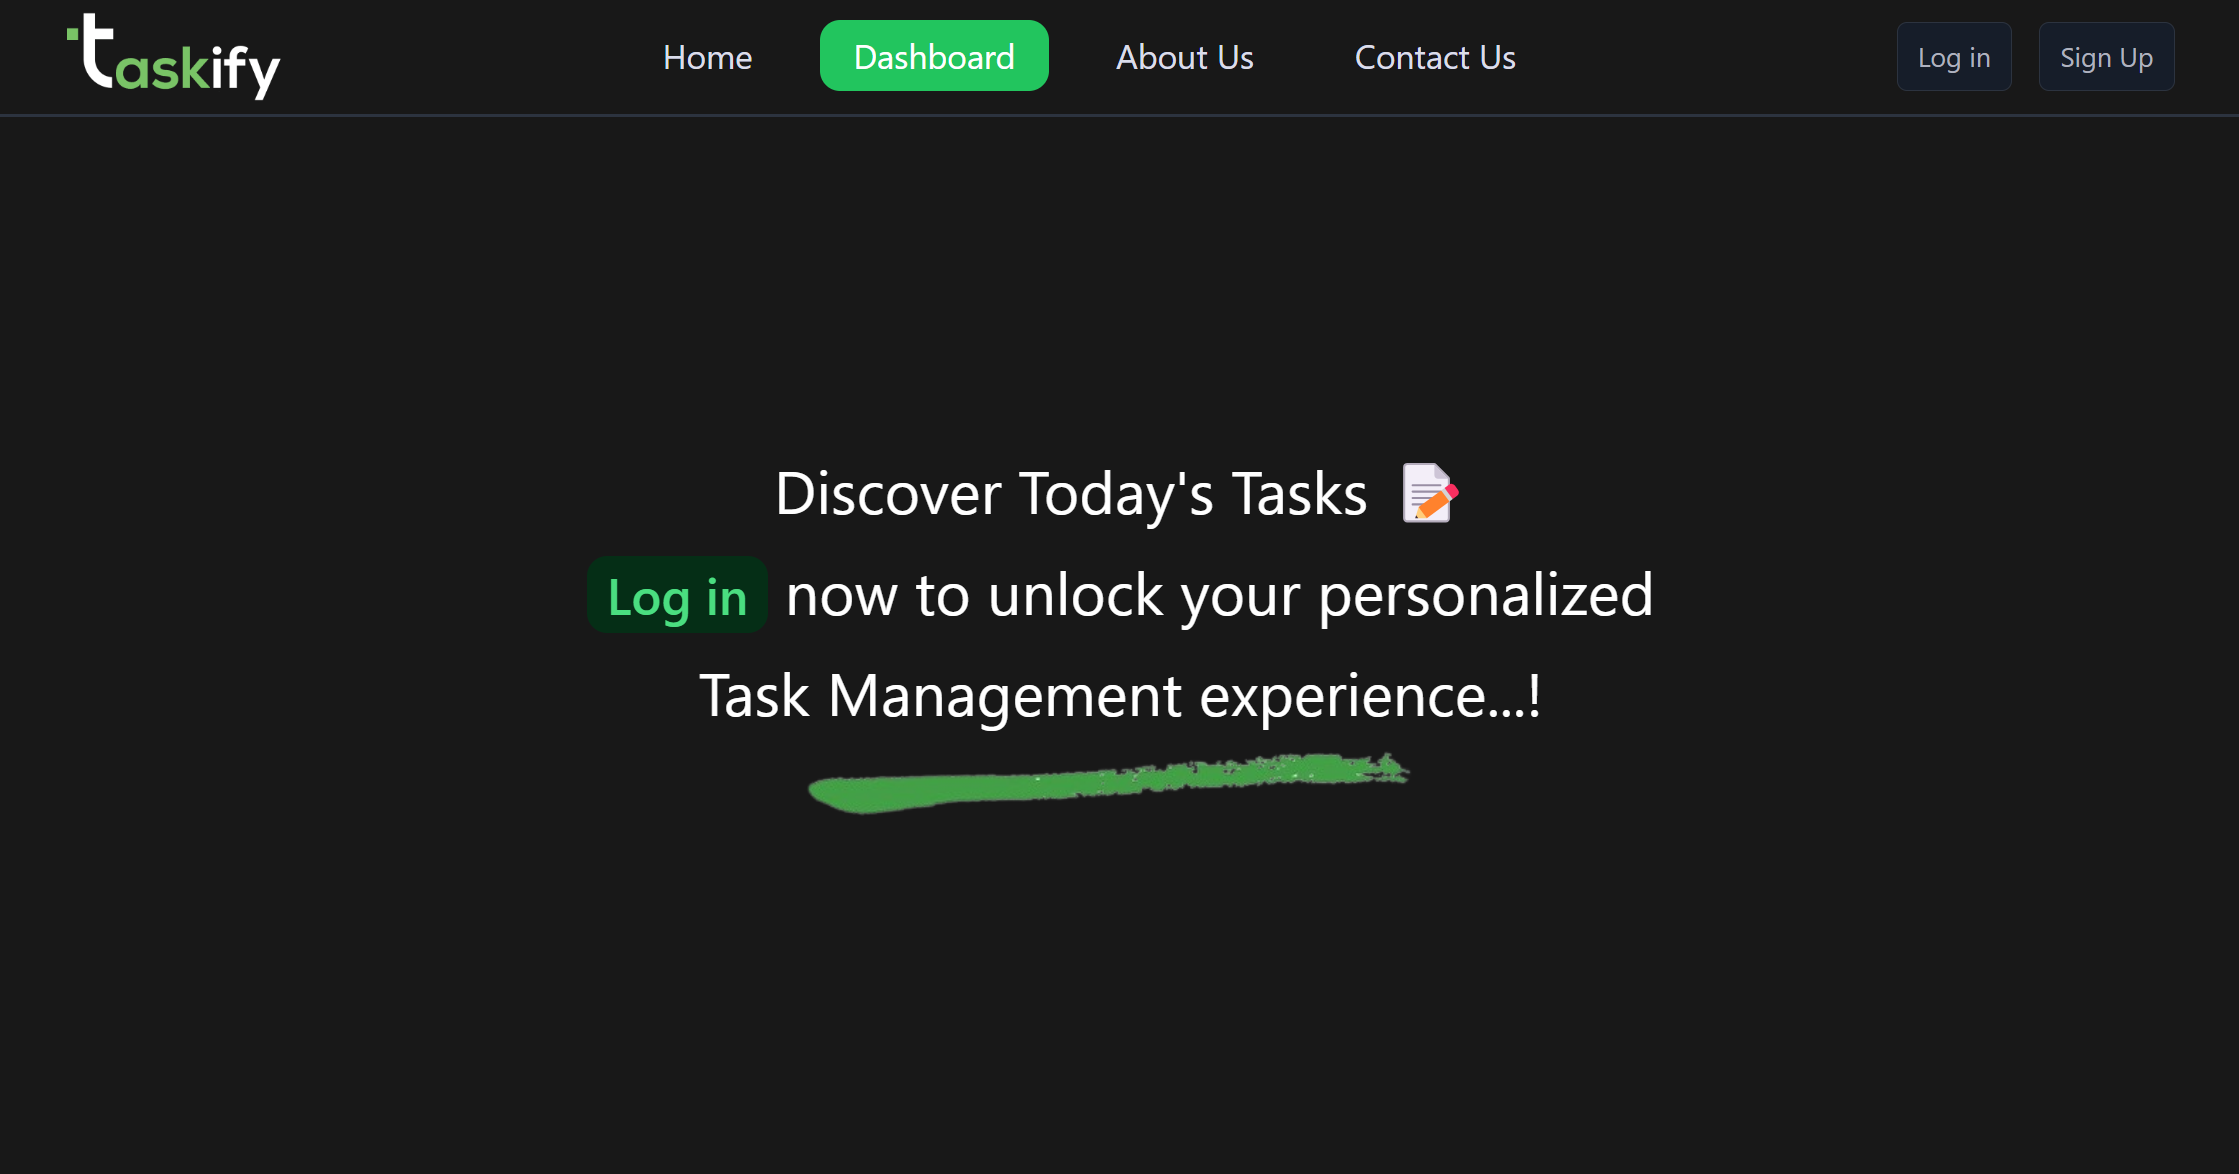 taskify
Home
Dashboard
About Us
Contact Us
Log in
Sign Up
Discover Today's Tasks 📝
Log in now to unlock your personalized
Task Management experience...!